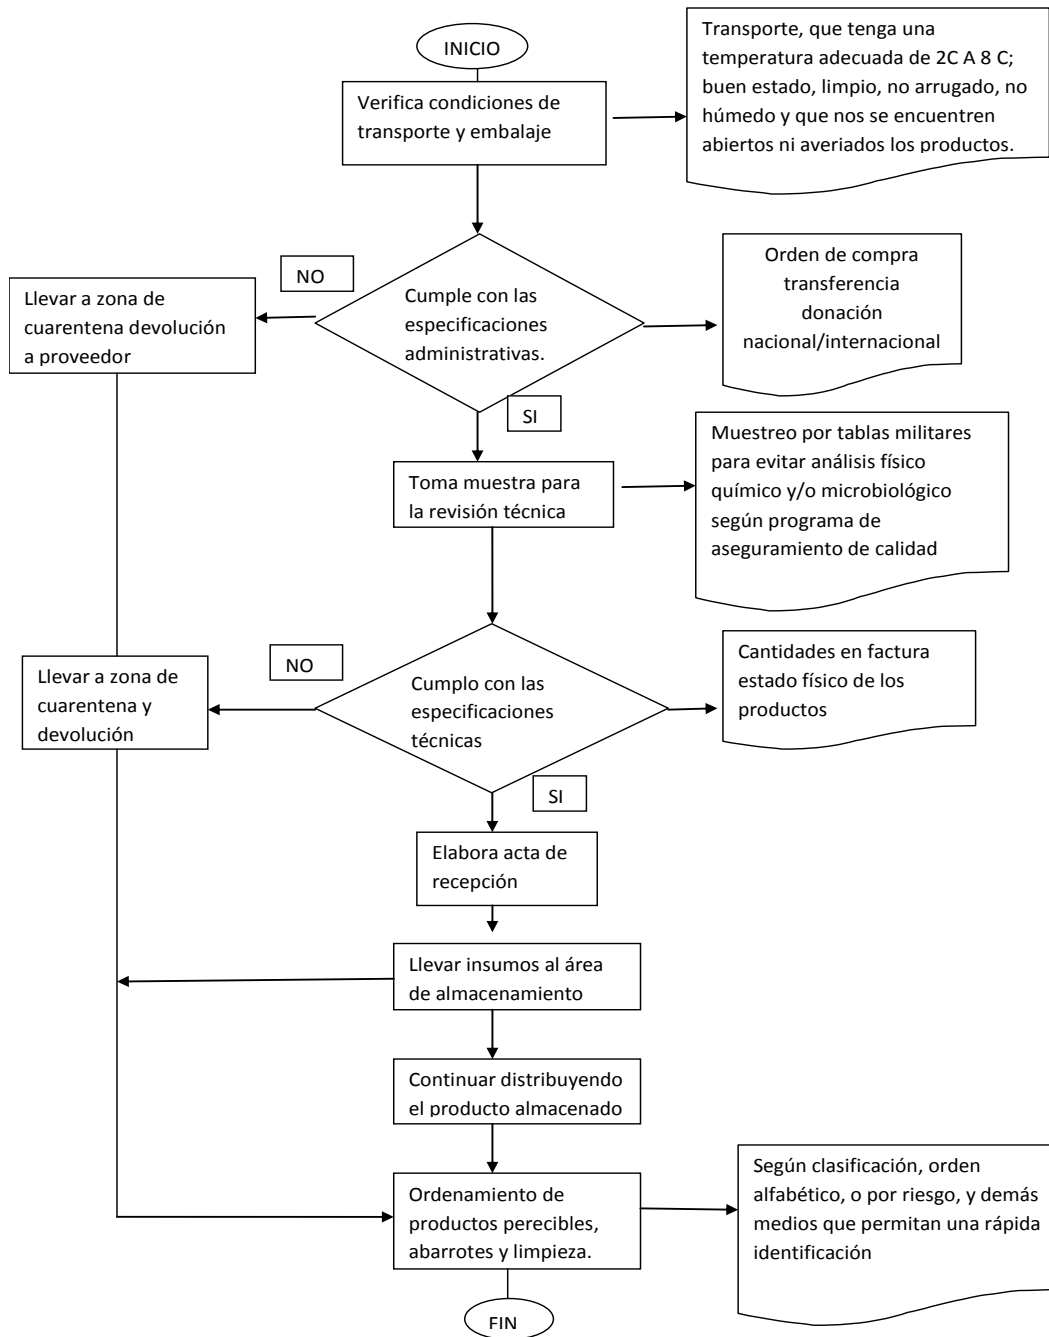 INICIO
Transporte, que tenga una
temperatura adecuada de 2C A 8 C;
buen estado, limpio, no arrugado, no
húmedo y que nos se encuentren
abiertos ni averiados los productos.
Verifica condiciones de
transporte y embalaje
NO
Llevar a zona de
cuarentena devolución
a proveedor
Cumple con las
especificaciones
administrativas.
Orden de compra
transferencia
donación
nacional/internacional
SI
Toma muestra para
la revisión técnica
Muestreo por tablas militares
para evitar análisis físico
químico y/o microbiológico
según programa de
aseguramiento de calidad
NO
Llevar a zona de
cuarentena y
devolución
Cumplo con las
especificaciones
técnicas
Cantidades en factura
estado físico de los
productos
SI
Elabora acta de
recepción
Llevar insumos al área
de almacenamiento
Continuar distribuyendo
el producto almacenado
Ordenamiento de
productos perecibles,
abarrotes y limpieza.
Según clasificación, orden
alfabético, o por riesgo, y demás
medios que permitan una rápida
identificación
FIN